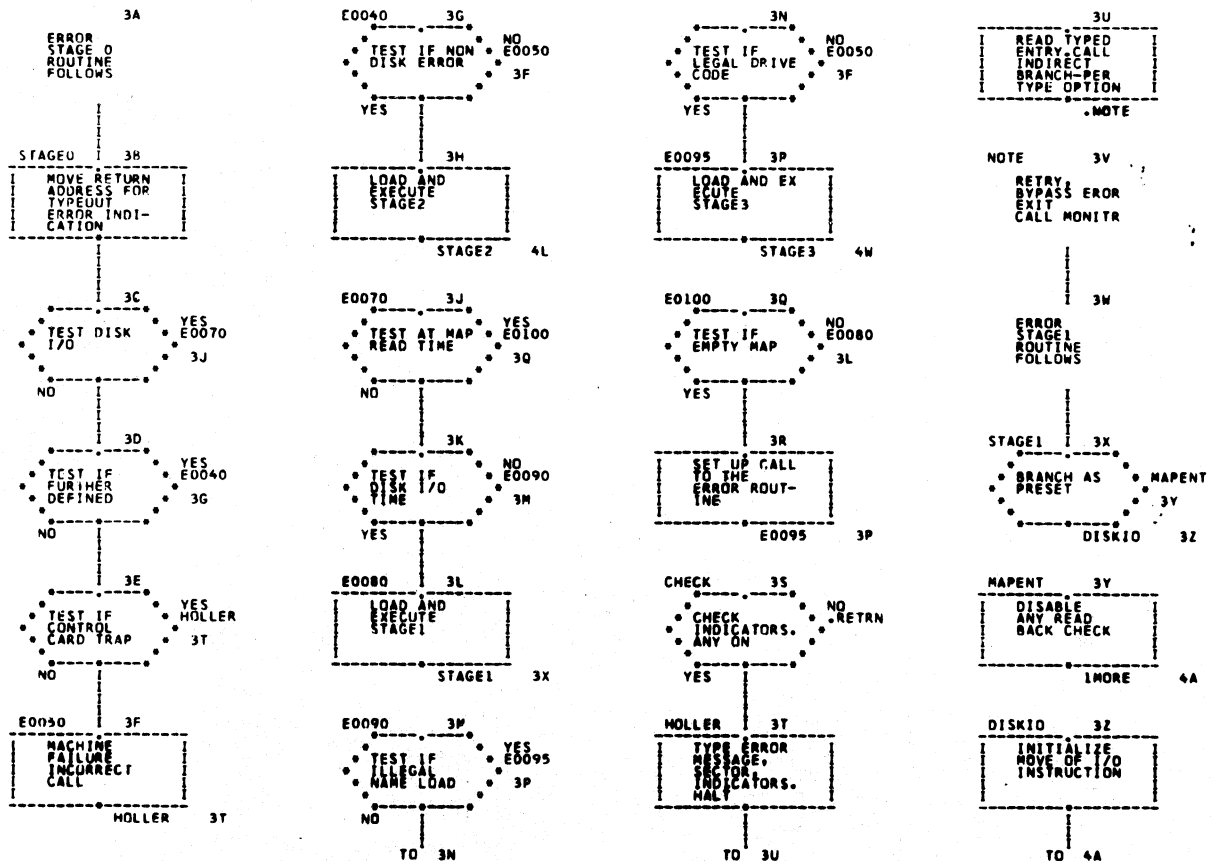 3A
ERROR
STAGE 0
ROUTINE
FOLLOWS
STAGE0 3B
MOVE RETURN
ADDRESS FOR
TYPEOUT
ERROR INDI-
CATION
3C
TEST DISK
I/O
YES
E0070
3J
NO
3D
TEST IF
FURTHER
DEFINED
YES
E0040
3G
NO
3E
TEST IF
CONTROL
CARD TRAP
YES
HOLLER
3T
NO
E0050 3F
MACHINE
FAILURE
INCORRECT
CALL
HOLLER 3T
E0040 3G
TEST IF NON
DISK ERROR
NO
E0050
3F
YES
3H
LOAD AND
EXECUTE
STAGE2
STAGE2 4L
E0070 3J
TEST AT MAP
READ TIME
YES
E0100
3Q
NO
3K
TEST IF
DISK I/O
TIME
NO
E0090
3M
YES
E0080 3L
LOAD AND
EXECUTE
STAGE1
STAGE1 3X
E0090 3M
TEST IF
ILLEGAL
NAME LOAD
YES
E0095
3P
NO
TO 3N
3N
TEST IF
LEGAL DRIVE
CODE
NO
E0050
3F
YES
E0095 3P
LOAD AND EX
ECUTE
STAGE3
STAGE3 4W
E0100 3Q
TEST IF
EMPTY MAP
NO
E0080
3L
YES
3R
SET UP CALL
TO THE
ERROR ROUT-
INE
E0095 3P
CHECK 3S
CHECK
INDICATORS.
ANY ON
NO
.RETRN
YES
HOLLER 3T
TYPE ERROR
MESSAGE,
SECTOR,
INDICATORS.
HALT
TO 3U
3U
READ TYPED
ENTRY.CALL
INDIRECT
BRANCH-PER
TYPE OPTION
.NOTE
NOTE 3V
RETRY,
BYPASS EROR
EXIT
CALL MONITR
3W
ERROR
STAGE1
ROUTINE
FOLLOWS
STAGE1 3X
BRANCH AS
PRESET
MAPENT
3Y
DISKIO 3Z
MAPENT 3Y
DISABLE
ANY READ
BACK CHECK
1MORE 4A
DISKIO 3Z
INITIALIZE
MOVE OF I/O
INSTRUCTION
TO 4A